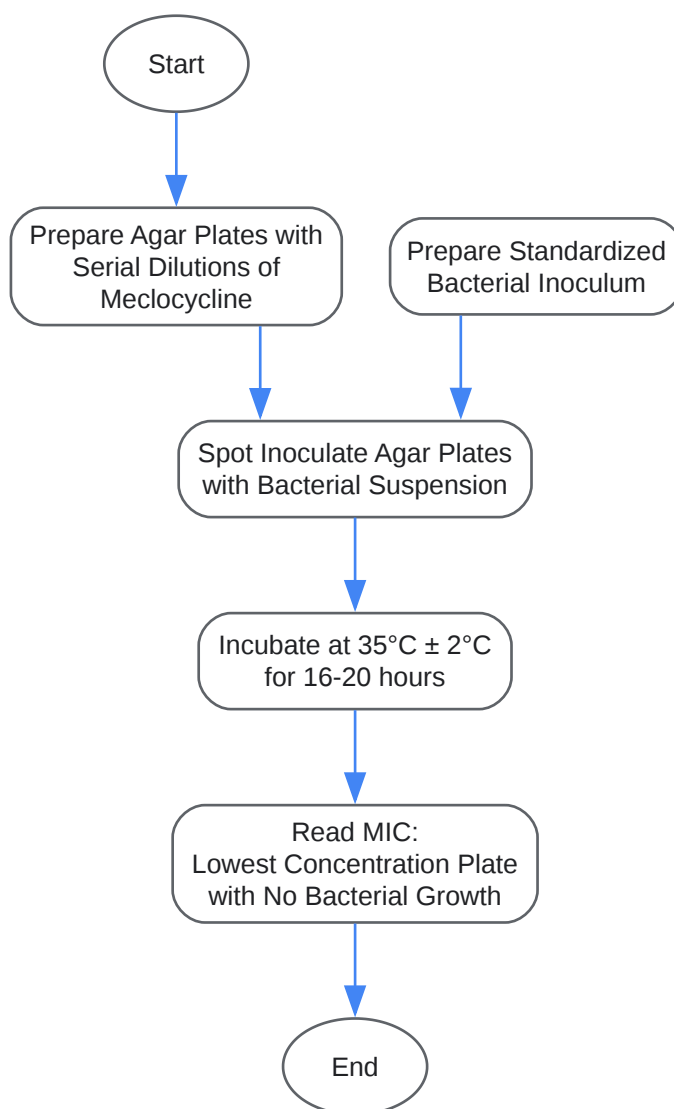 Start
Prepare Agar Plates with
Serial Dilutions of
Meclocycline
Prepare Standardized
Bacterial Inoculum
Spot Inoculate Agar Plates
with Bacterial Suspension
Incubate at 35°C ± 2°C
for 16-20 hours
Read MIC:
Lowest Concentration Plate
with No Bacterial Growth
End